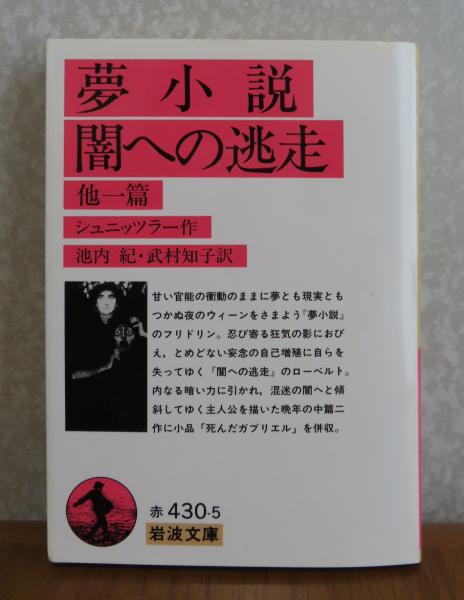 夢小説
闇への逃走
他一篇
シュニッツラー作
池内 紀・武村知子訳
甘い官能の衝動のままに夢とも現実とも
つかぬ夜のウィーンをさまよう『夢小説』
のフリドリン。忍び寄る狂気の影におび
え，とめどない妄念の自己増殖に自らを
失ってゆく『闇への逃走』のローベルト。
内なる暗い力に引かれ，混迷の闇へと傾
斜してゆく主人公を描いた晩年の中篇二
作に小品「死んだガブリエル」を併収。
赤 430-5
岩波文庫